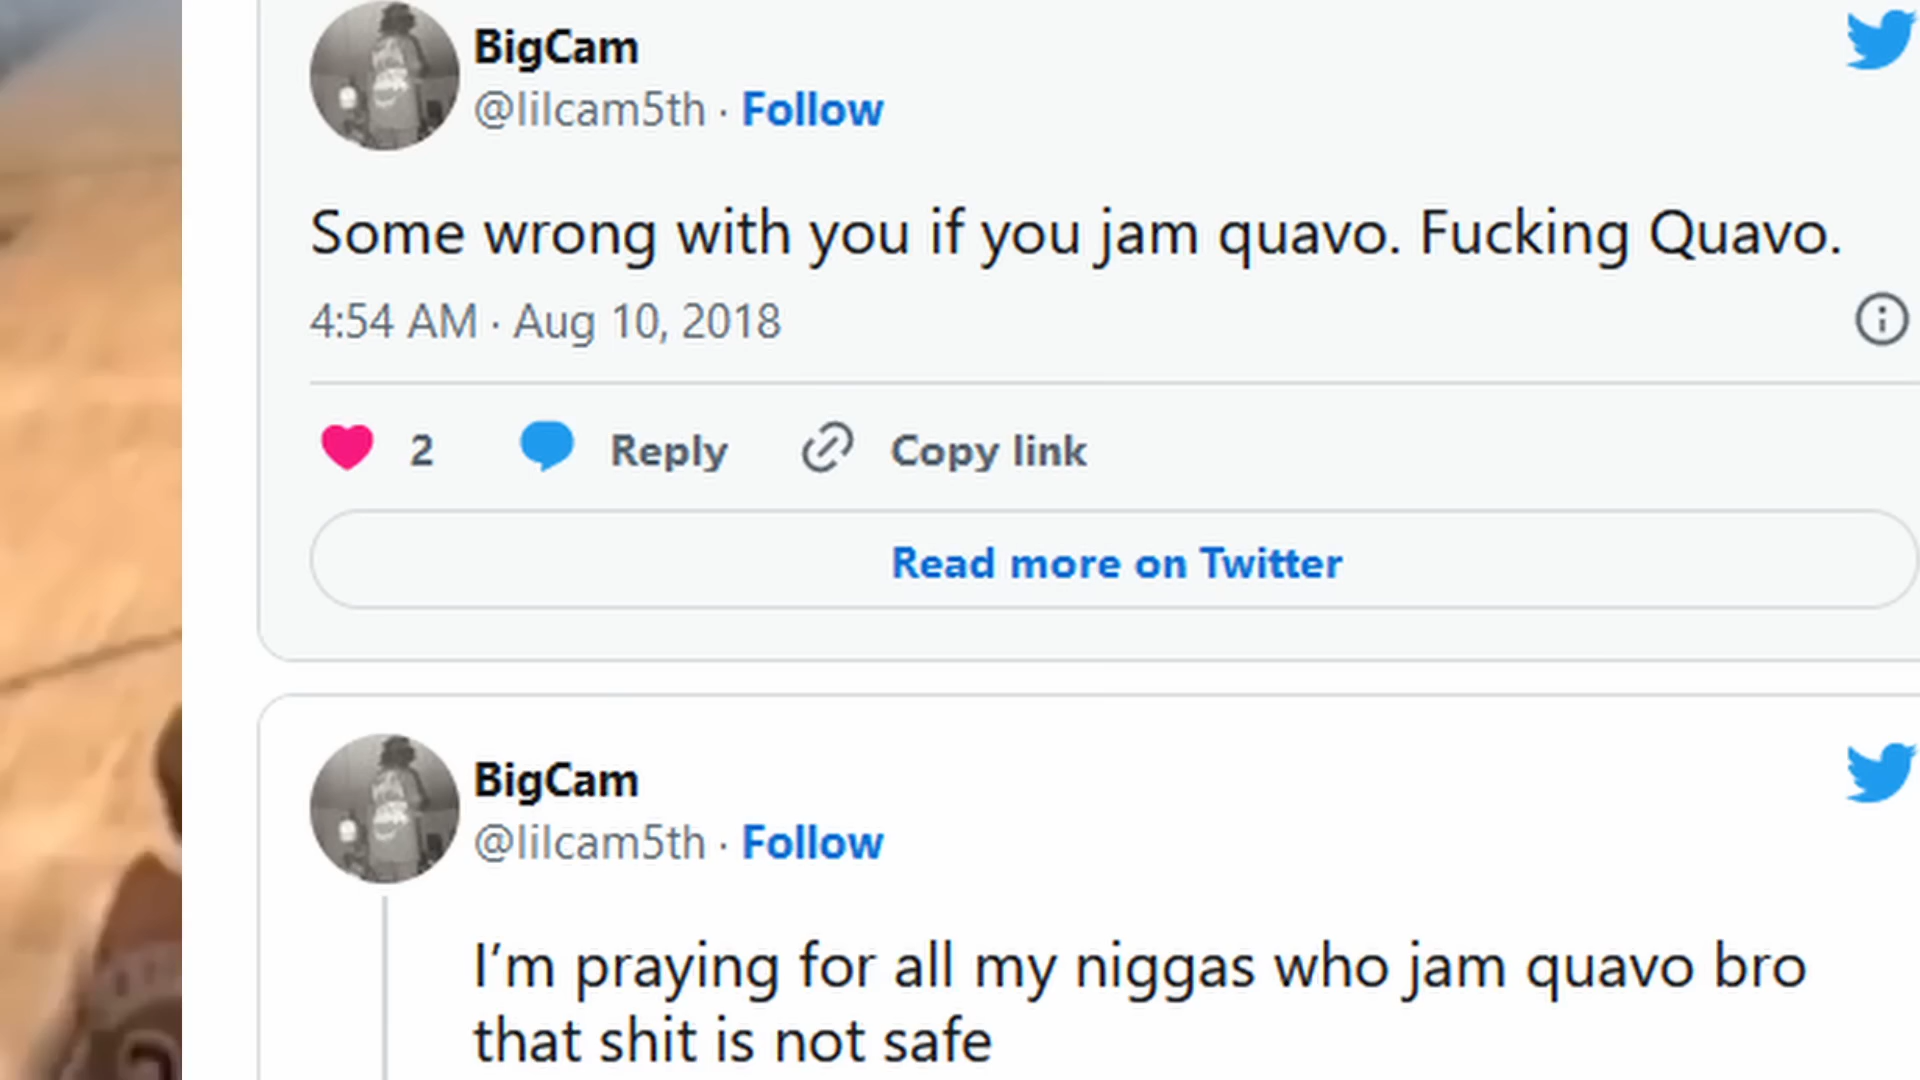 BigCam
@lilcam5th · Follow
Some wrong with you if you jam quavo. Fucking Quavo.
4:54 AM · Aug 10, 2018
2 Reply Copy link
Read more on Twitter
BigCam
@lilcam5th · Follow
I’m praying for all my niggas who jam quavo bro
that shit is not safe